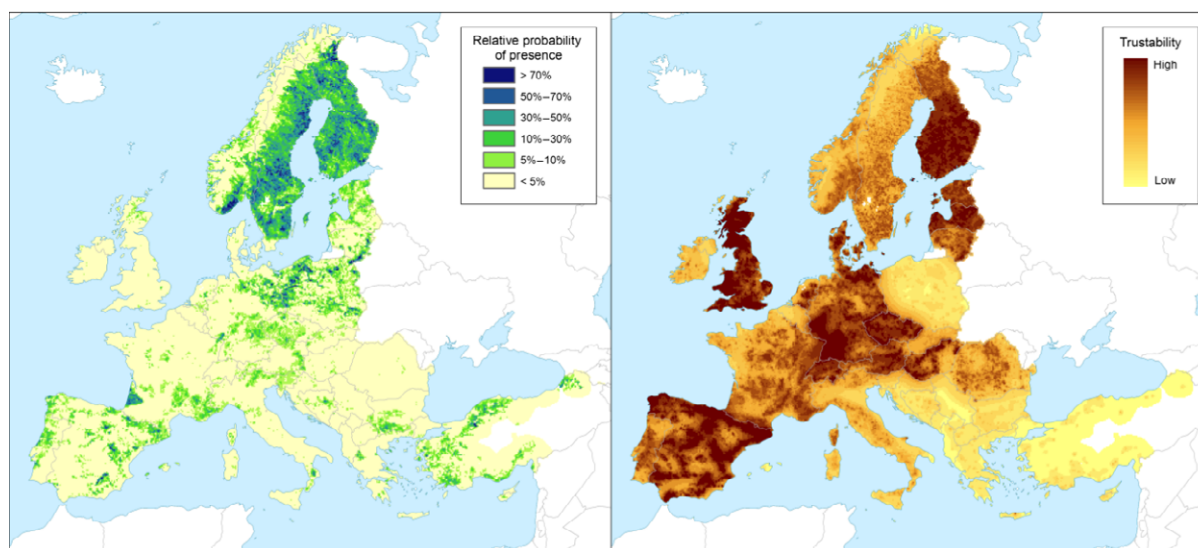 Relative probability
of presence
> 70%
50%–70%
30%–50%
10%–30%
5%–10%
< 5%
Trustability
High
Low